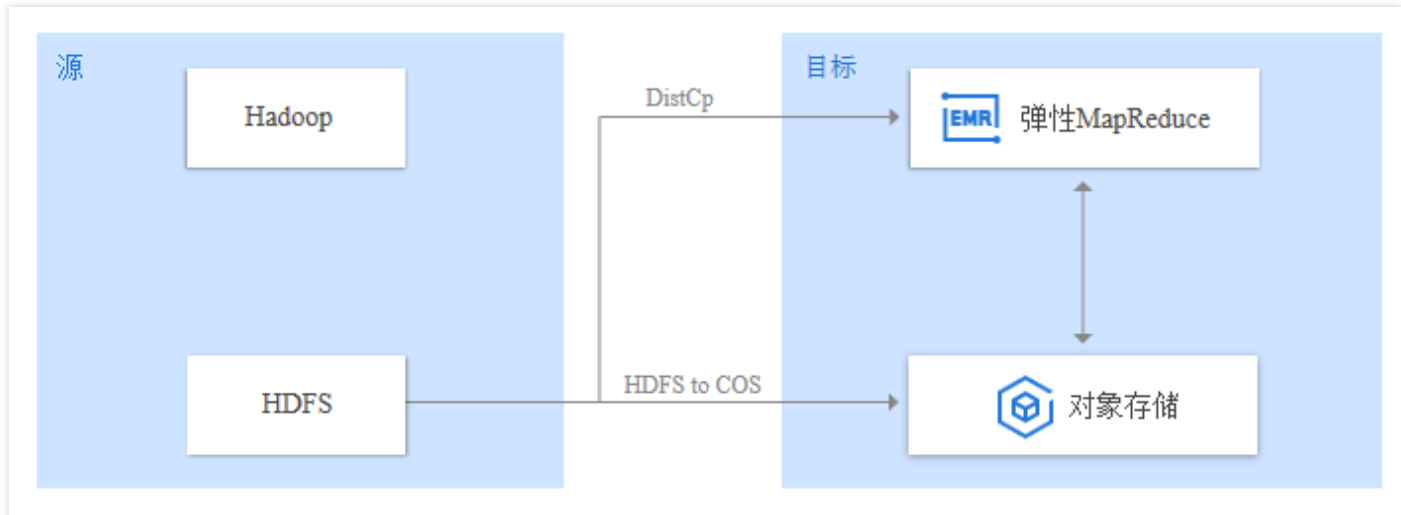 源
Hadoop
HDFS
DistCp
HDFS to COS
目标
EMR 弹性MapReduce
对象存储